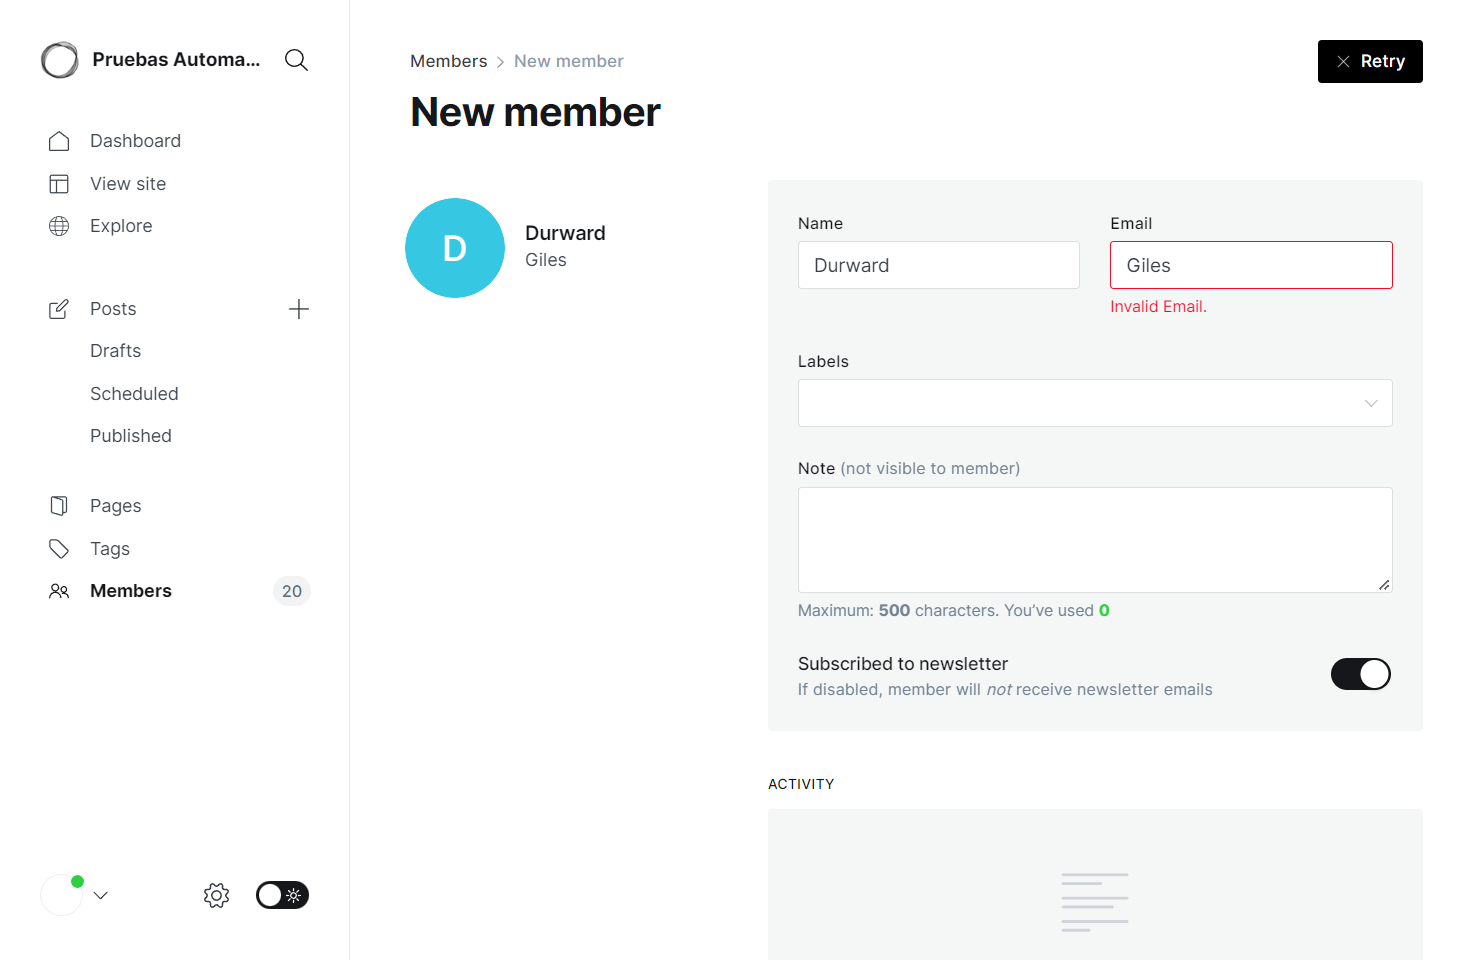 Pruebas Automa...
Dashboard
View site
Explore
Posts
Drafts
Scheduled
Published
Pages
Tags
Members 20
Members > New member
Retry
New member
D
Durward
Giles
Name
Durward
Email
Giles
Invalid Email.
Labels
Note (not visible to member)
Maximum: 500 characters. You’ve used 0
Subscribed to newsletter
If disabled, member will not receive newsletter emails
ACTIVITY